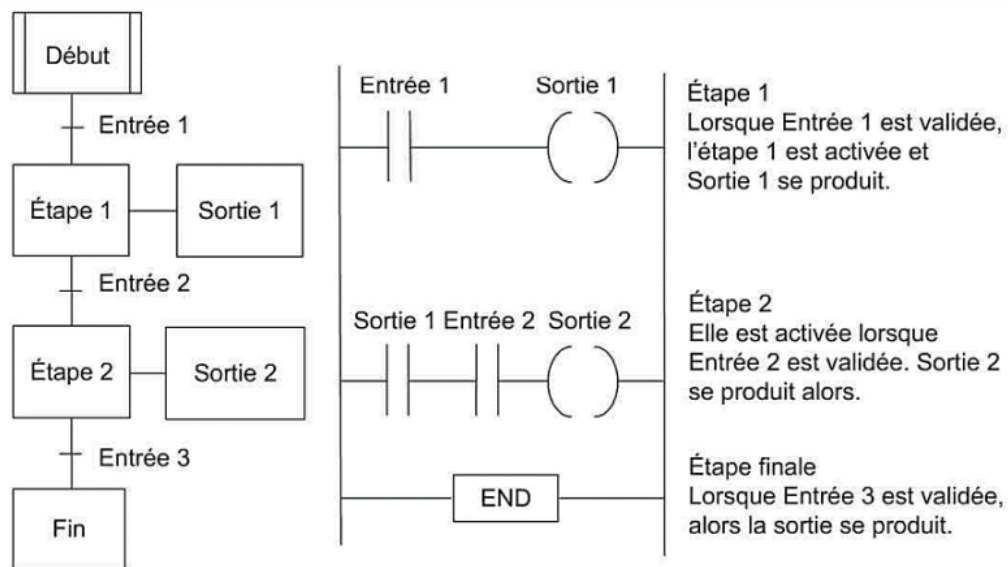 Début
Entrée 1
Étape 1
Sortie 1
Entrée 2
Étape 2
Sortie 2
Entrée 3
Fin
Entrée 1 Sortie 1
Sortie 1 Entrée 2 Sortie 2
END
Étape 1
Lorsque Entrée 1 est validée,
l'étape 1 est activée et
Sortie 1 se produit.
Étape 2
Elle est activée lorsque
Entrée 2 est validée. Sortie 2
se produit alors.
Étape finale
Lorsque Entrée 3 est validée,
alors la sortie se produit.